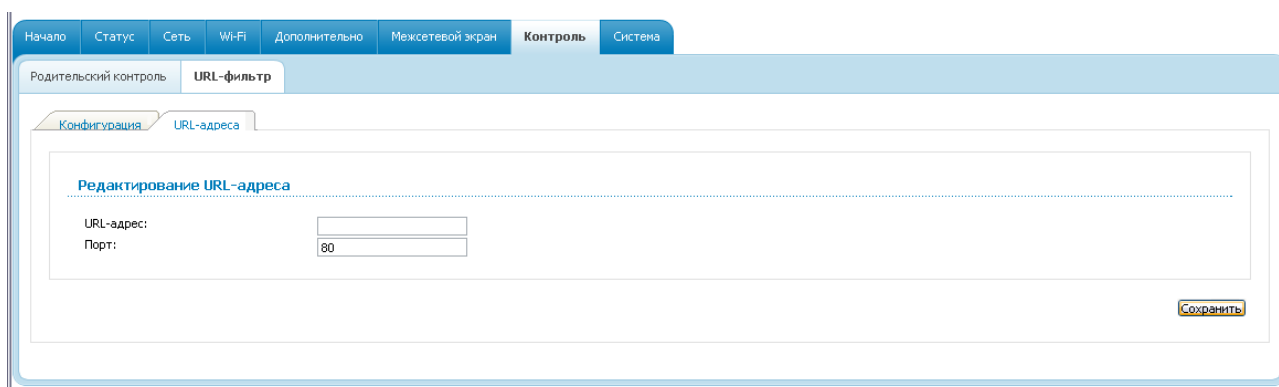 Начало Статус Сеть Wi-Fi Дополнительно Межсетевой экран Контроль Система
Родительский контроль URL-фильтр
Конфигурация URL-адреса
Редактирование URL-адреса
URL-адрес:
Порт: 80
Сохранить